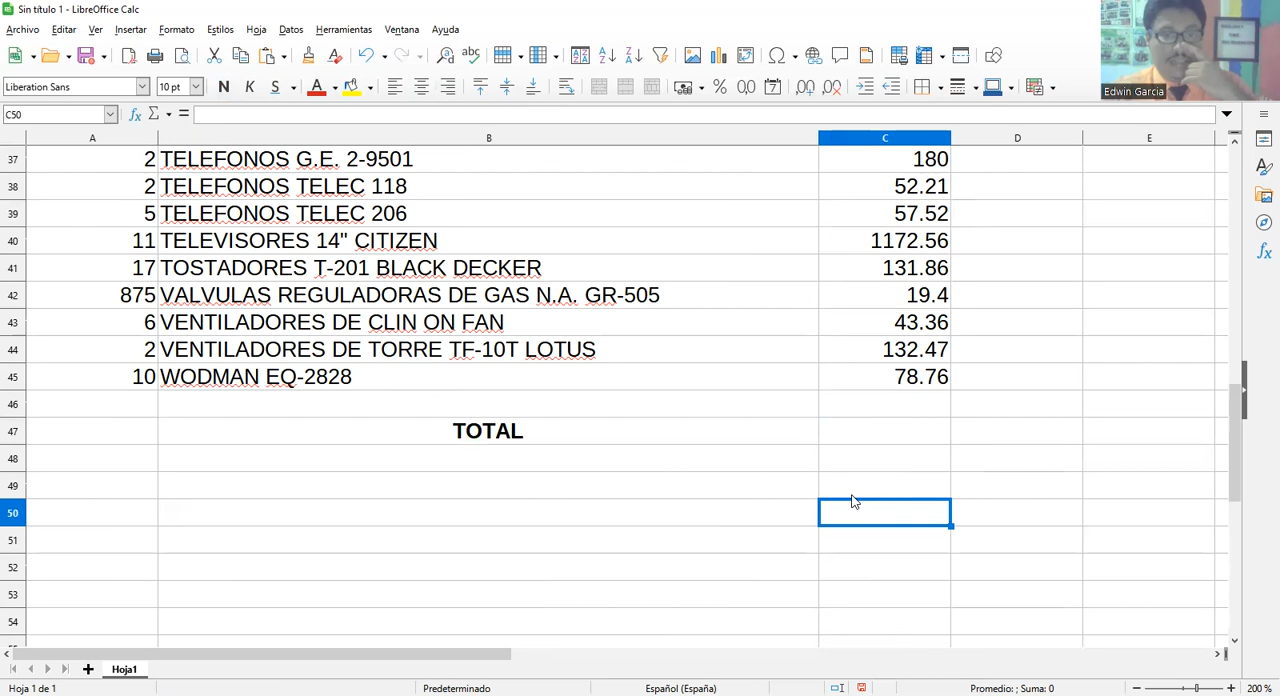 Sin título 1 - LibreOffice Calc
Archivo Editar Ver Insertar Formato Estilos Hoja Datos Herramientas Ventana Ayuda
Liberation Sans 10 pt N K S
C50
A B C D E
37 2 TELEFONOS G.E. 2-9501 180
38 2 TELEFONOS TELEC 118 52.21
39 5 TELEFONOS TELEC 206 57.52
40 11 TELEVISORES 14" CITIZEN 1172.56
41 17 TOSTADORES T-201 BLACK DECKER 131.86
42 875 VALVULAS REGULADORAS DE GAS N.A. GR-505 19.4
43 6 VENTILADORES DE CLIN ON FAN 43.36
44 2 VENTILADORES DE TORRE TF-10T LOTUS 132.47
45 10 WODMAN EQ-2828 78.76
46
47 TOTAL
48
49
50
51
52
53
54
Hoja1
Hoja 1 de 1 Predeterminado Español (España) Promedio: ; Suma: 0 200 %
Edwin Garcia